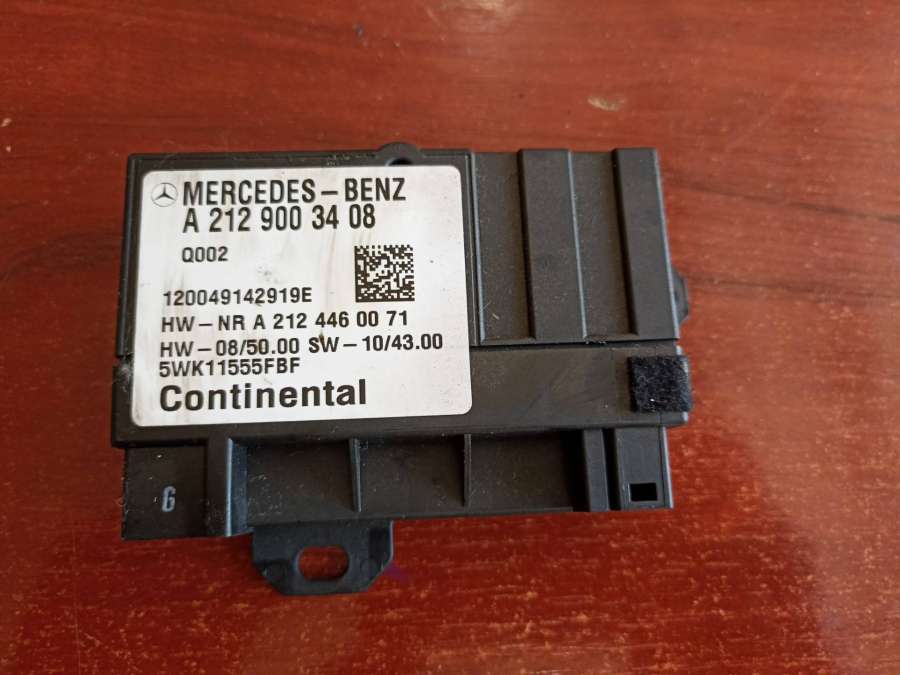 MERCEDES-BENZ
A 212 900 34 08
Q002
120049142919E
HW-NR A 212 446 00 71
HW-08/50.00 SW-10/43.00
5WK11555FBF
Continental
6